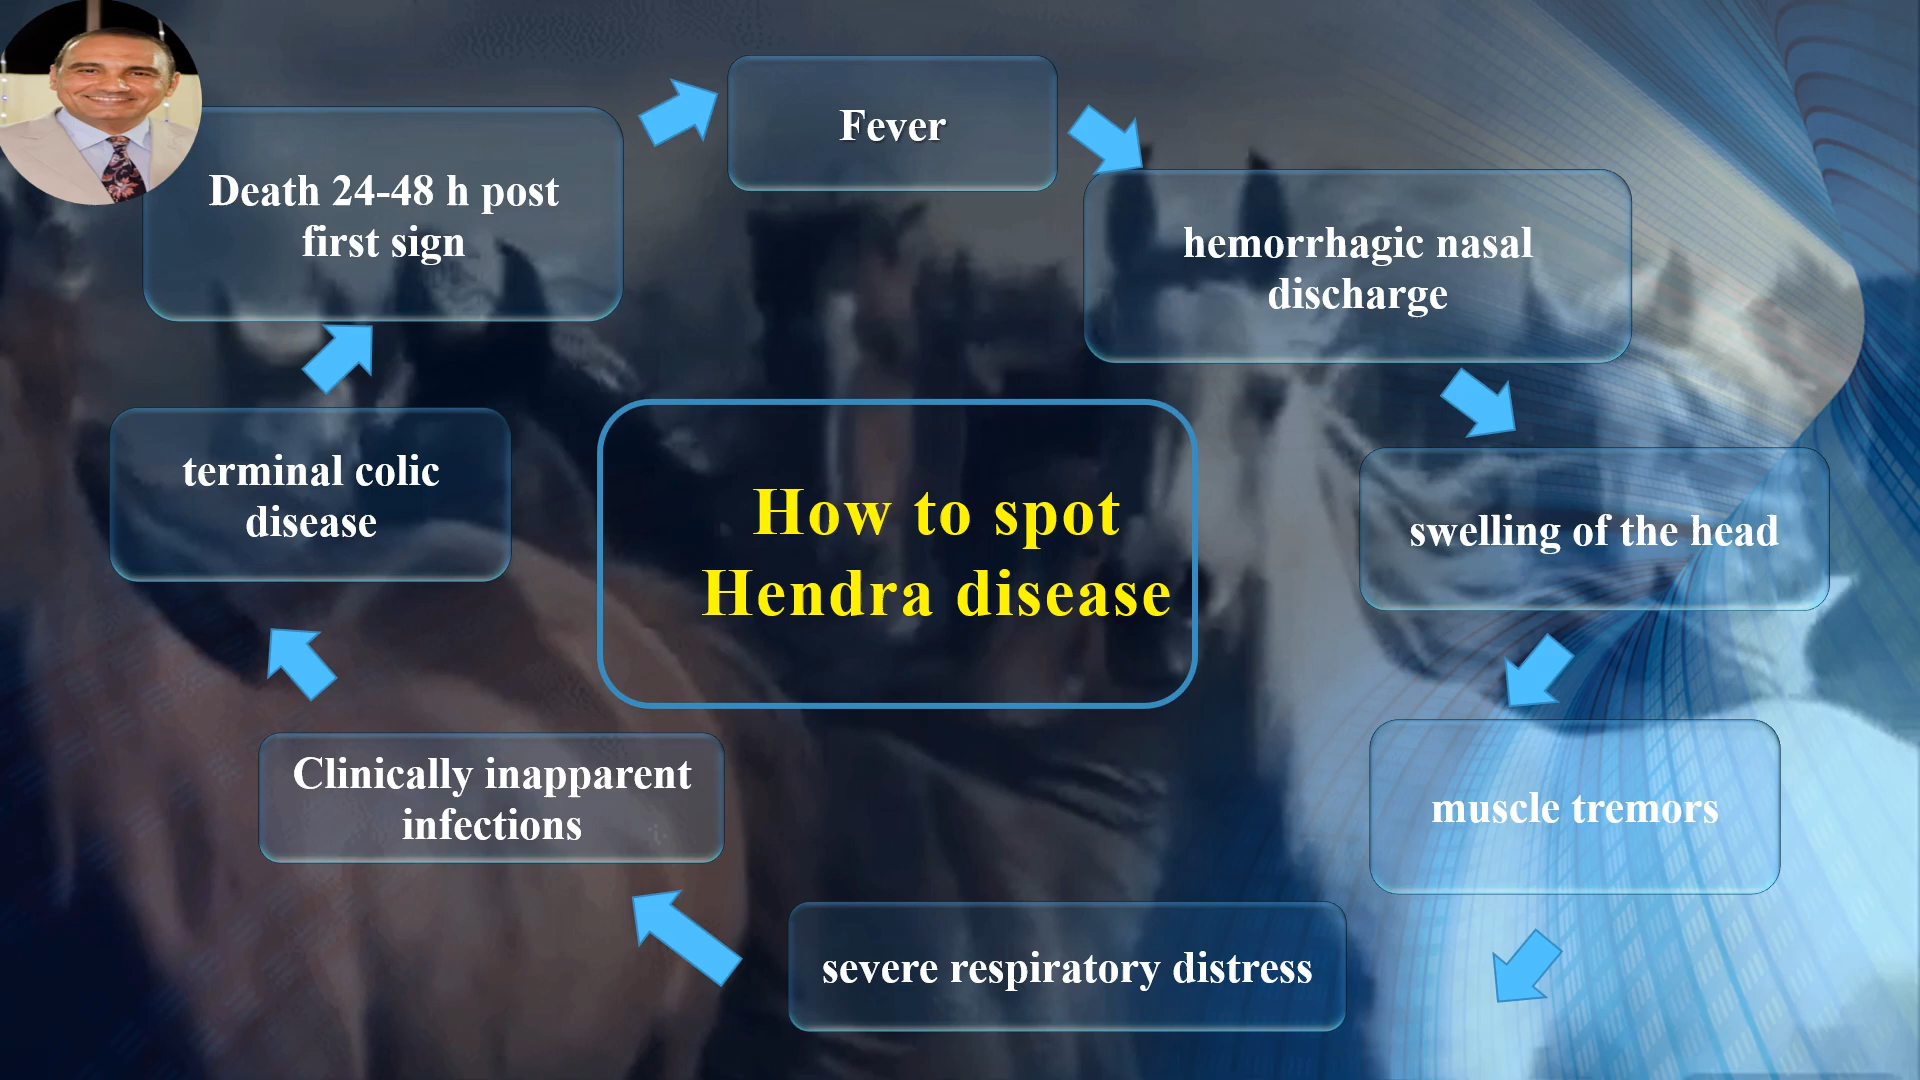 Fever
hemorrhagic nasal
discharge
swelling of the head
muscle tremors
severe respiratory distress
Clinically inapparent
infections
terminal colic
disease
Death 24-48 h post
first sign
How to spot
Hendra disease